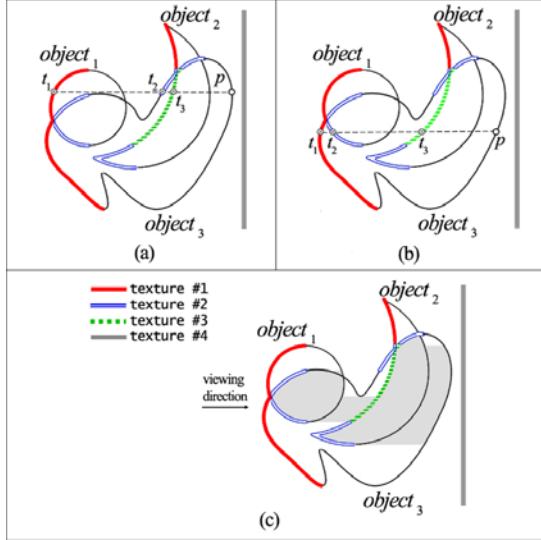 object 2
object 1
t1
t2
t3
p
object 3
(a)
object 2
object 1
t1
t2
t3
p
object 3
(b)
texture #1
texture #2
texture #3
texture #4
object 2
object 1
viewing
direction
object 3
(c)